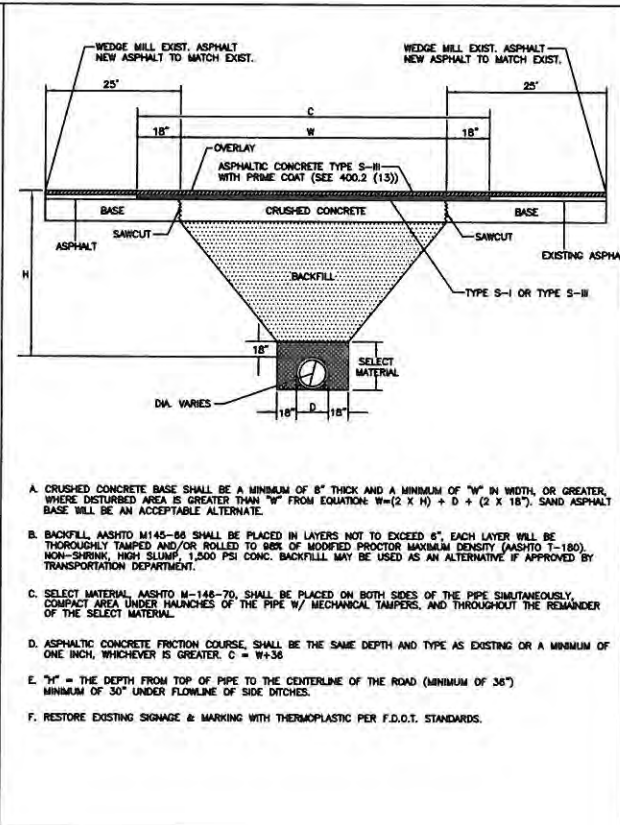 WEDGE MILL EXIST. ASPHALT
NEW ASPHALT TO MATCH EXIST.
WEDGE MILL EXIST. ASPHALT
NEW ASPHALT TO MATCH EXIST.
25'
25'
C
18"
W
18"
OVERLAY
ASPHALTIC CONCRETE TYPE S-III
WITH PRIME COAT (SEE 400.2 (13))
BASE
CRUSHED CONCRETE
BASE
ASPHALT
SAWCUT
SAWCUT
EXISTING ASPHA
H
BACKFILL
TYPE S-I OR TYPE S-III
18"
SELECT
MATERIAL
DIA. VARIES
18"
D
18"
A. CRUSHED CONCRETE BASE SHALL BE A MINIMUM OF 8" THICK AND A MINIMUM OF "W" IN WIDTH, OR GREATER,
WHERE DISTURBED AREA IS GREATER THAN "W" FROM EQUATION: W=(2 X H) + D + (2 X 18"). SAND ASPHALT
BASE WILL BE AN ACCEPTABLE ALTERNATE.
B. BACKFILL, AASHTO M145-66 SHALL BE PLACED IN LAYERS NOT TO EXCEED 6", EACH LAYER WILL BE
THOROUGHLY TAMPED AND/OR ROLLED TO 98% OF MODIFIED PROCTOR MAXIMUM DENSITY (AASHTO T-180).
NON-SHRINK, HIGH SLUMP, 1,500 PSI CONC. BACKFILL MAY BE USED AS AN ALTERNATIVE IF APPROVED BY
TRANSPORTATION DEPARTMENT.
C. SELECT MATERIAL, AASHTO M-146-70, SHALL BE PLACED ON BOTH SIDES OF THE PIPE SIMUTANEOUSLY,
COMPACT AREA UNDER HAUNCHES OF THE PIPE W/ MECHANICAL TAMPERS, AND THROUGHOUT THE REMAINDER
OF THE SELECT MATERIAL.
D. ASPHALTIC CONCRETE FRICTION COURSE, SHALL BE THE SAME DEPTH AND TYPE AS EXISTING OR A MINIMUM OF
ONE INCH, WHICHEVER IS GREATER. C = W+36
E. "H" = THE DEPTH FROM TOP OF PIPE TO THE CENTERLINE OF THE ROAD (MINIMUM OF 36")
MINIMUM OF 30" UNDER FLOWLINE OF SIDE DITCHES.
F. RESTORE EXISTING SIGNAGE & MARKING WITH THERMOPLASTIC PER F.D.O.T. STANDARDS.